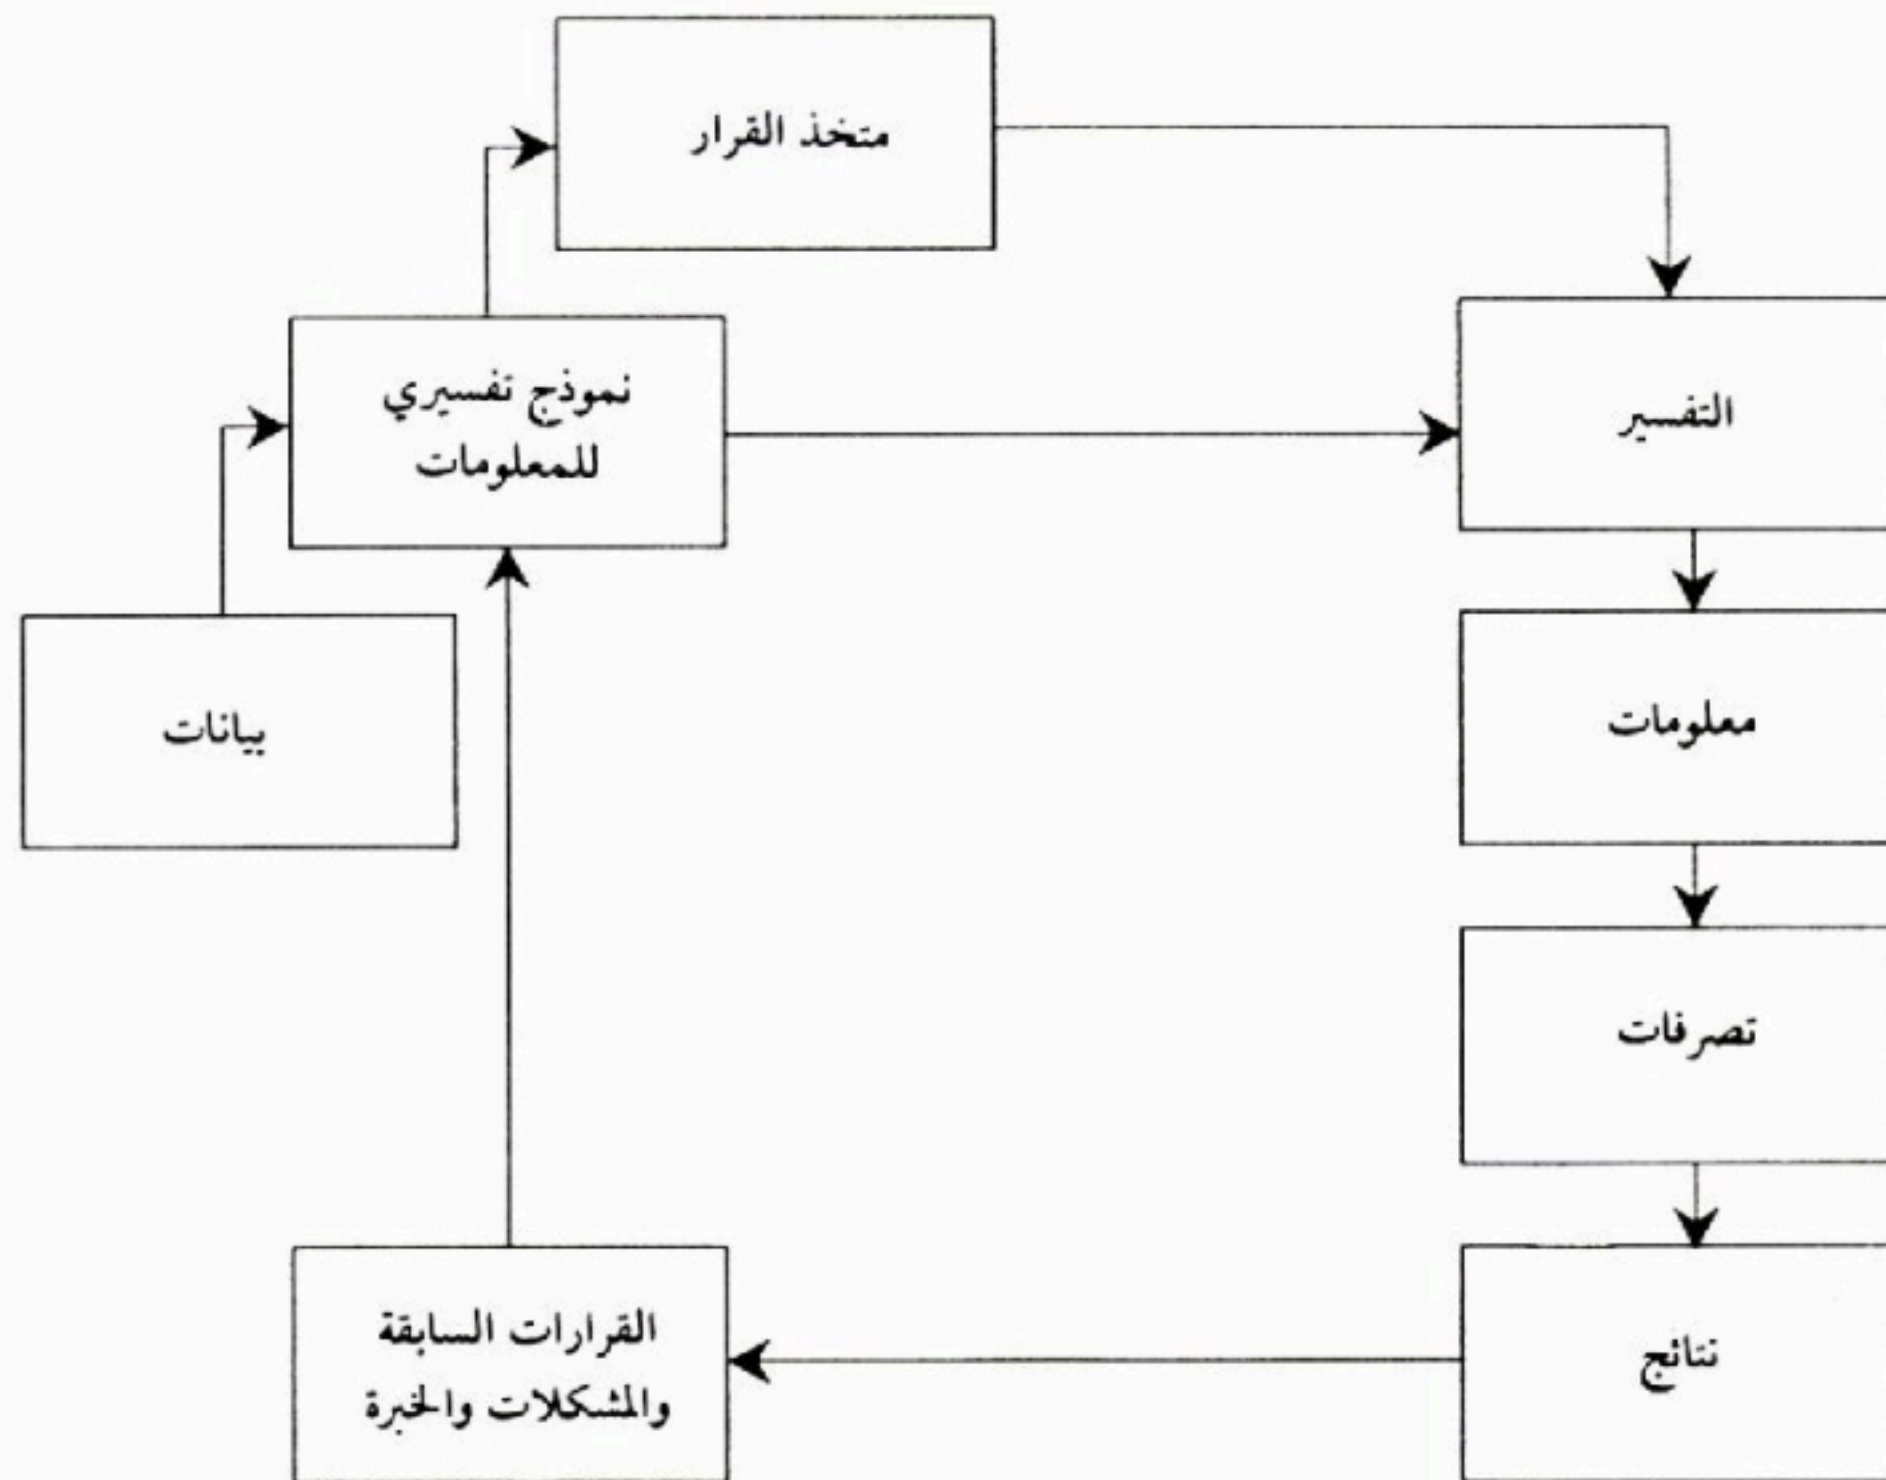 متخذ القرار
نموذج تفسيري
للمعلومات
التفسير
بيانات
معلومات
تصرفات
القرارات السابقة
والمشكلات والخبرة
نتائج